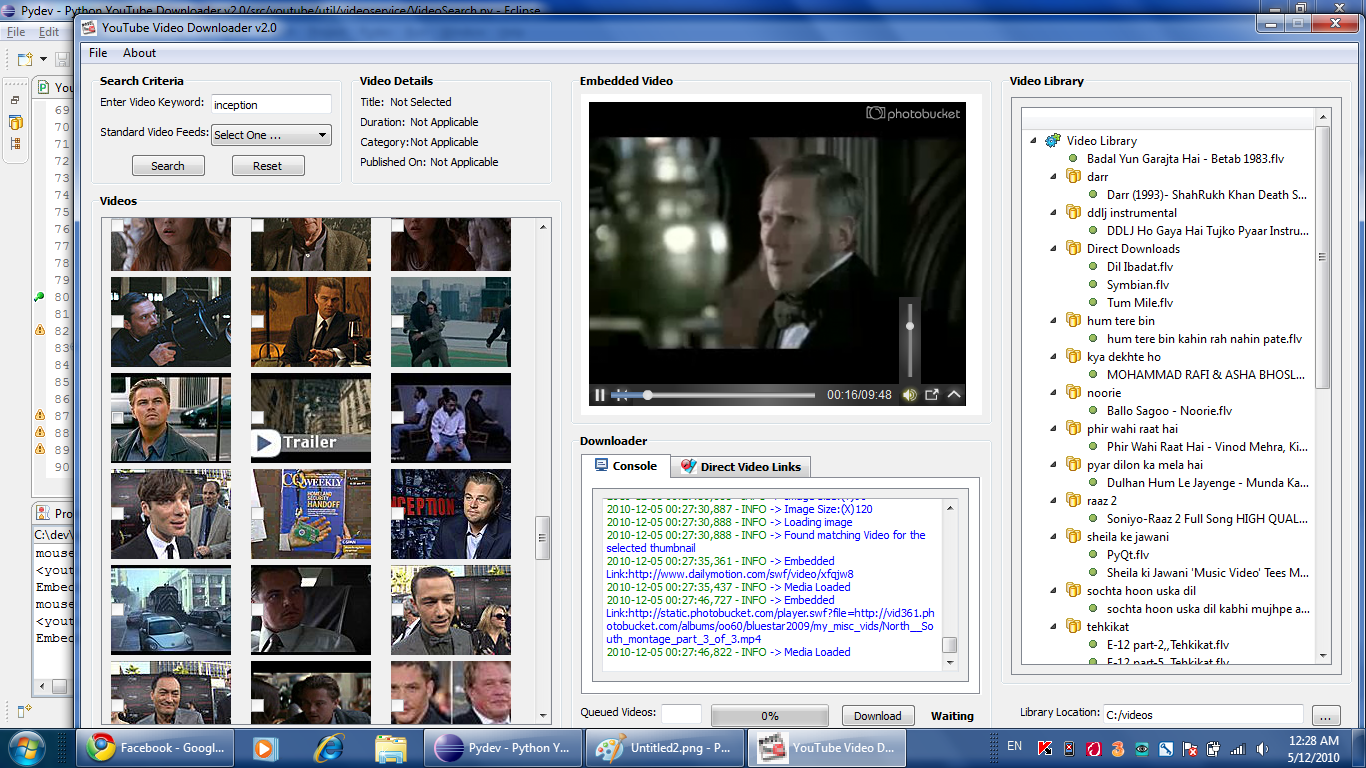 Pydev - Python YouTube Downloader v2.0/src/youtube/util/videoservice/VideoSearch.py - Eclipse
File Edit
YouTube Video Downloader v2.0
File About
You
69
70
71
72
73
74
75
76
77
78
79
80
81
82
83
84
85
86
87
88
89
90
Pro
C:\dev\
mouse
<yout
Embed
mouse
<yout
Embed
Search Criteria
Enter Video Keyword: inception
Standard Video Feeds: Select One ...
Search Reset
Video Details
Title: Not Selected
Duration: Not Applicable
Category: Not Applicable
Published On: Not Applicable
Videos
Trailer
CQ WEEKLY
HOMELAND
SECURITY
HANDOFF
INCEPTION
Embedded Video
photobucket
00:16/09:48
Downloader
Console Direct Video Links
2010-12-05 00:27:30,887 - INFO -> Image Size:(X)120
2010-12-05 00:27:30,888 - INFO -> Loading image
2010-12-05 00:27:30,888 - INFO -> Found matching Video for the
selected thumbnail
2010-12-05 00:27:35,361 - INFO -> Embedded
Link:http://www.dailymotion.com/swf/video/xfqjw8
2010-12-05 00:27:35,437 - INFO -> Media Loaded
2010-12-05 00:27:46,727 - INFO -> Embedded
Link:http://static.photobucket.com/player.swf?file=http://vid361.ph
otobucket.com/albums/oo60/bluestar2009/my_misc_vids/North__So
uth_montage_part_3_of_3.mp4
2010-12-05 00:27:46,822 - INFO -> Media Loaded
Queued Videos: 0% Download Waiting
Video Library
Video Library
Badal Yun Garajta Hai - Betab 1983.flv
darr
Darr (1993)- ShahRukh Khan Death S...
ddlj instrumental
DDLJ Ho Gaya Hai Tujko Pyaar Instru...
Direct Downloads
Dil Ibadat.flv
Symbian.flv
Tum Mile.flv
hum tere bin
hum tere bin kahin rah nahin pate.flv
kya dekhte ho
MOHAMMAD RAFI & ASHA BHOSL...
noorie
Ballo Sagoo - Noorie.flv
phir wahi raat hai
Phir Wahi Raat Hai - Vinod Mehra, Ki...
pyar dilon ka mela hai
Dulhan Hum Le Jayenge - Munda Ka...
raaz 2
Soniyo-Raaz 2 Full Song HIGH QUAL...
sheila ke jawani
PyQt.flv
Sheila ki Jawani 'Music Video' Tees M...
sochta hoon uska dil
sochta hoon uska dil kabhi mujhpe a...
tehkikat
E-12 part-2,,Tehkikat.flv
E-12 part-5, Tehkikat.flv
Library Location: C:/videos ...
Facebook - Googl...
Pydev - Python Y...
Untitled2.png - P...
YouTube Video D...
EN
12:28 AM
5/12/2010